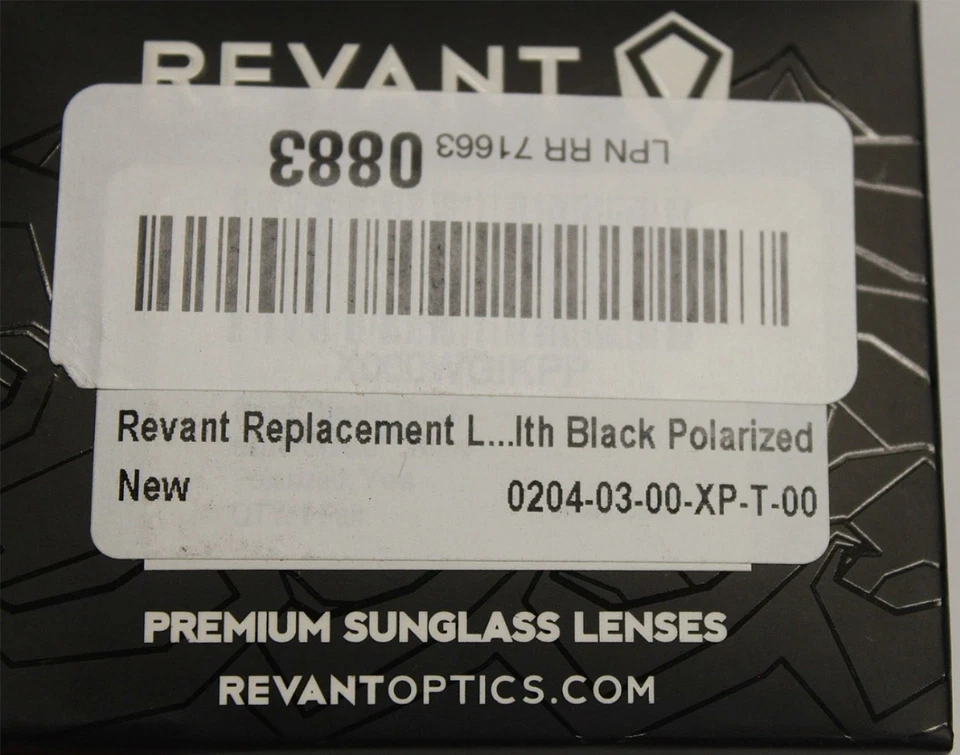 REVANT
LPN RR 71663 0883
Revant Replacement L...lth Black Polarized
New 0204-03-00-XP-T-00
PREMIUM SUNGLASS LENSES
REVANTOPTICS.COM